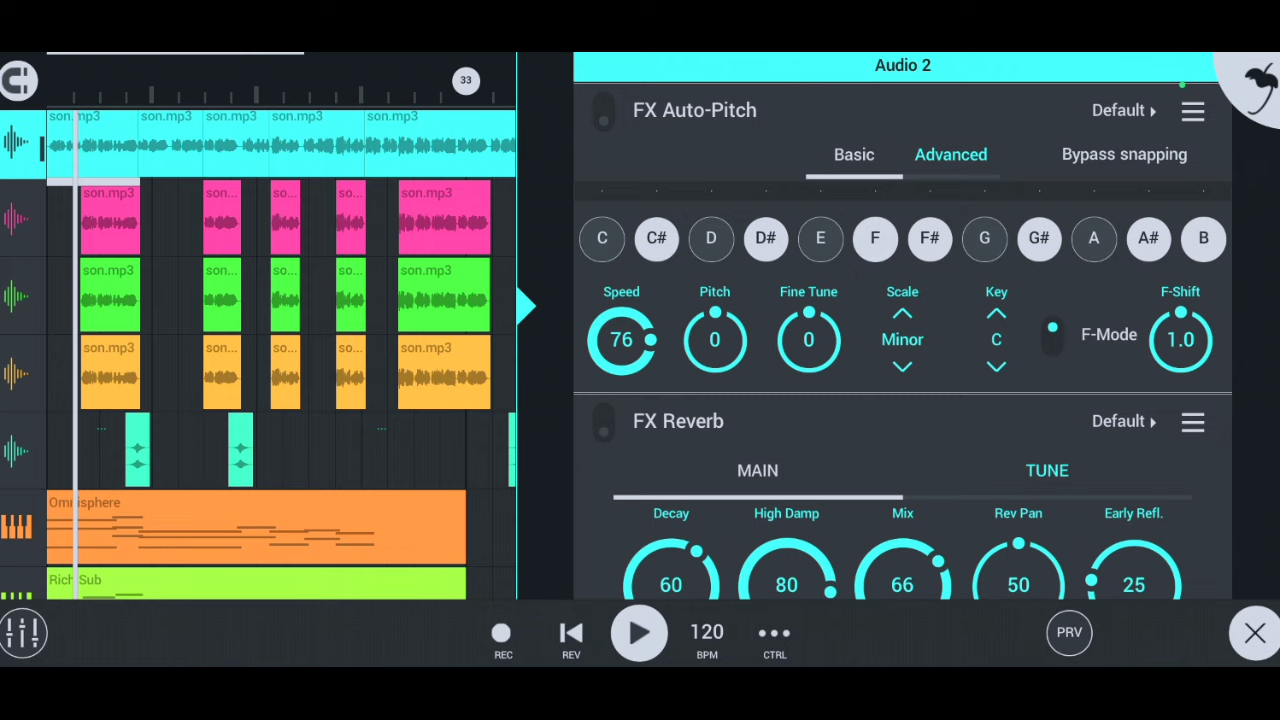 33
son.mp3 son.mp3 son.mp3 son.mp3 son.mp3
son.mp3 son... so... so... son.mp3
son.mp3 son... so... so... son.mp3
son.mp3 son... so... so... son.mp3
... ...
Omnisphere
Rich Sub
Audio 2
FX Auto-Pitch Default
Basic Advanced Bypass snapping
C C# D D# E F F# G G# A A# B
Speed Pitch Fine Tune Scale Key F-Shift
76 0 0 Minor C F-Mode 1.0
FX Reverb Default
MAIN TUNE
Decay High Damp Mix Rev Pan Early Refl.
60 80 66 50 25
120 PRV
REC REV BPM CTRL